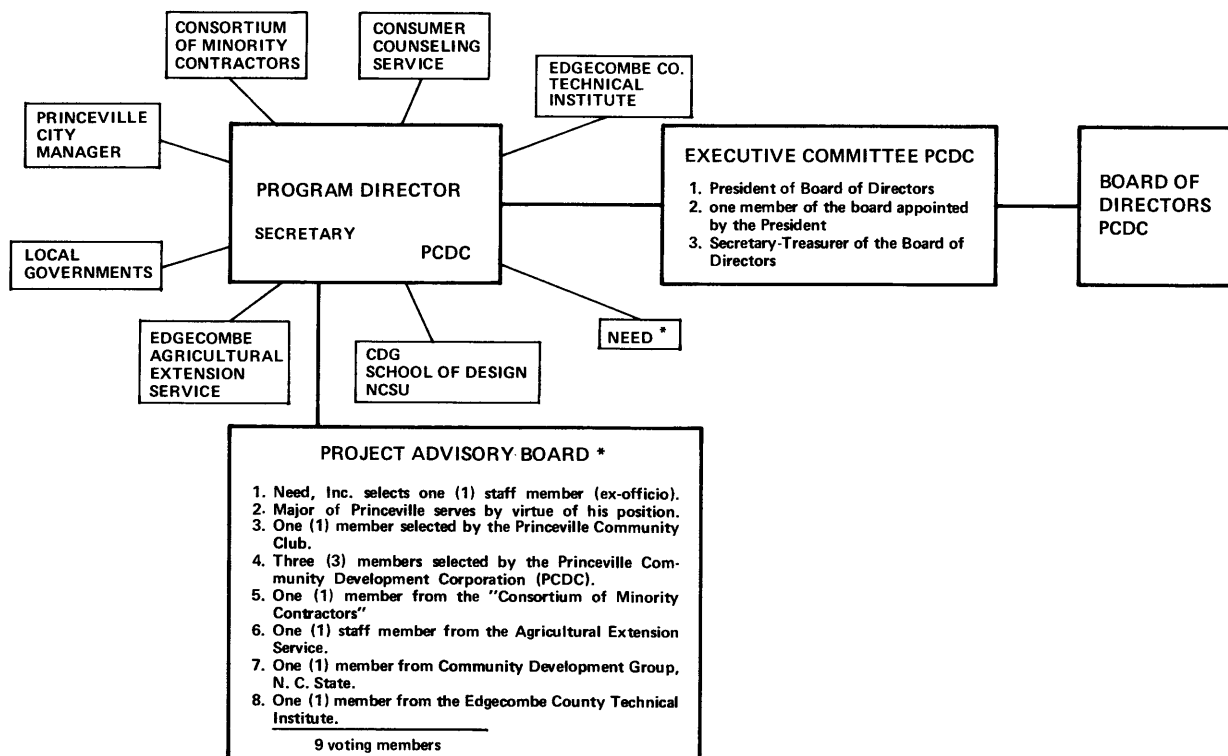 CONSORTIUM
OF MINORITY
CONTRACTORS
CONSUMER
COUNSELING
SERVICE
EDGECOMBE CO.
TECHNICAL
INSTITUTE
PRINCEVILLE
CITY
MANAGER
PROGRAM DIRECTOR
SECRETARY
PCDC
EXECUTIVE COMMITTEE PCDC
1. President of Board of Directors
2. one member of the board appointed
by the President
3. Secretary-Treasurer of the Board of
Directors
BOARD OF
DIRECTORS
PCDC
LOCAL
GOVERNMENTS
EDGECOMBE
AGRICULTURAL
EXTENSION
SERVICE
CDG
SCHOOL OF DESIGN
NCSU
NEED *
PROJECT ADVISORY BOARD *
1. Need, Inc. selects one (1) staff member (ex-officio).
2. Major of Princeville serves by virtue of his position.
3. One (1) member selected by the Princeville Community
Club.
4. Three (3) members selected by the Princeville Com-
munity Development Corporation (PCDC).
5. One (1) member from the "Consortium of Minority
Contractors"
6. One (1) staff member from the Agricultural Extension
Service.
7. One (1) member from Community Development Group,
N. C. State.
8. One (1) member from the Edgecombe County Technical
Institute.
9 voting members